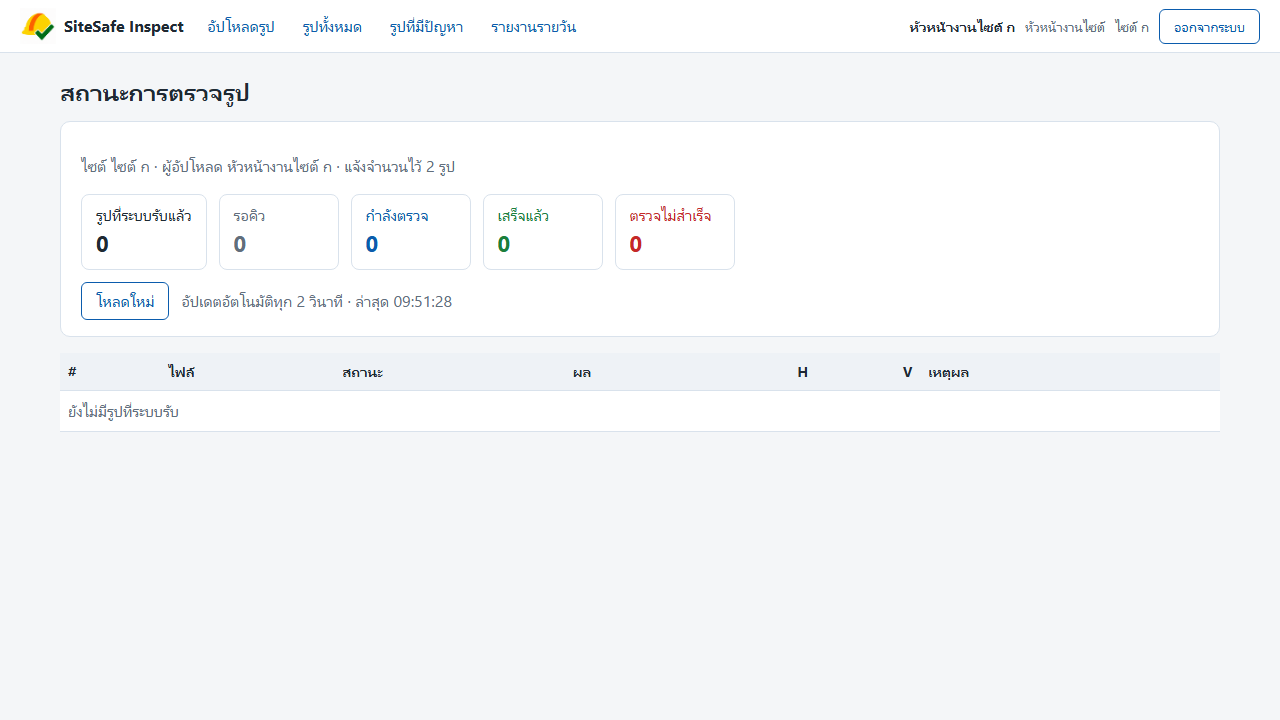 SiteSafe Inspect อัปโหลดรูป รูปทั้งหมด รูปที่มีปัญหา รายงานรายวัน หัวหน้างานไซต์ ก หัวหน้างานไซต์ ไซต์ ก ออกจากระบบ
สถานะการตรวจรูป
ไซต์ ไซต์ ก · ผู้อัปโหลด หัวหน้างานไซต์ ก · แจ้งจำนวนไว้ 2 รูป
รูปที่ระบบรับแล้ว รอคิว กำลังตรวจ เสร็จแล้ว ตรวจไม่สำเร็จ
0 0 0 0 0
โหลดใหม่ อัปเดตอัตโนมัติทุก 2 วินาที · ล่าสุด 09:51:28
# ไฟล์ สถานะ ผล H V เหตุผล
ยังไม่มีรูปที่ระบบรับ